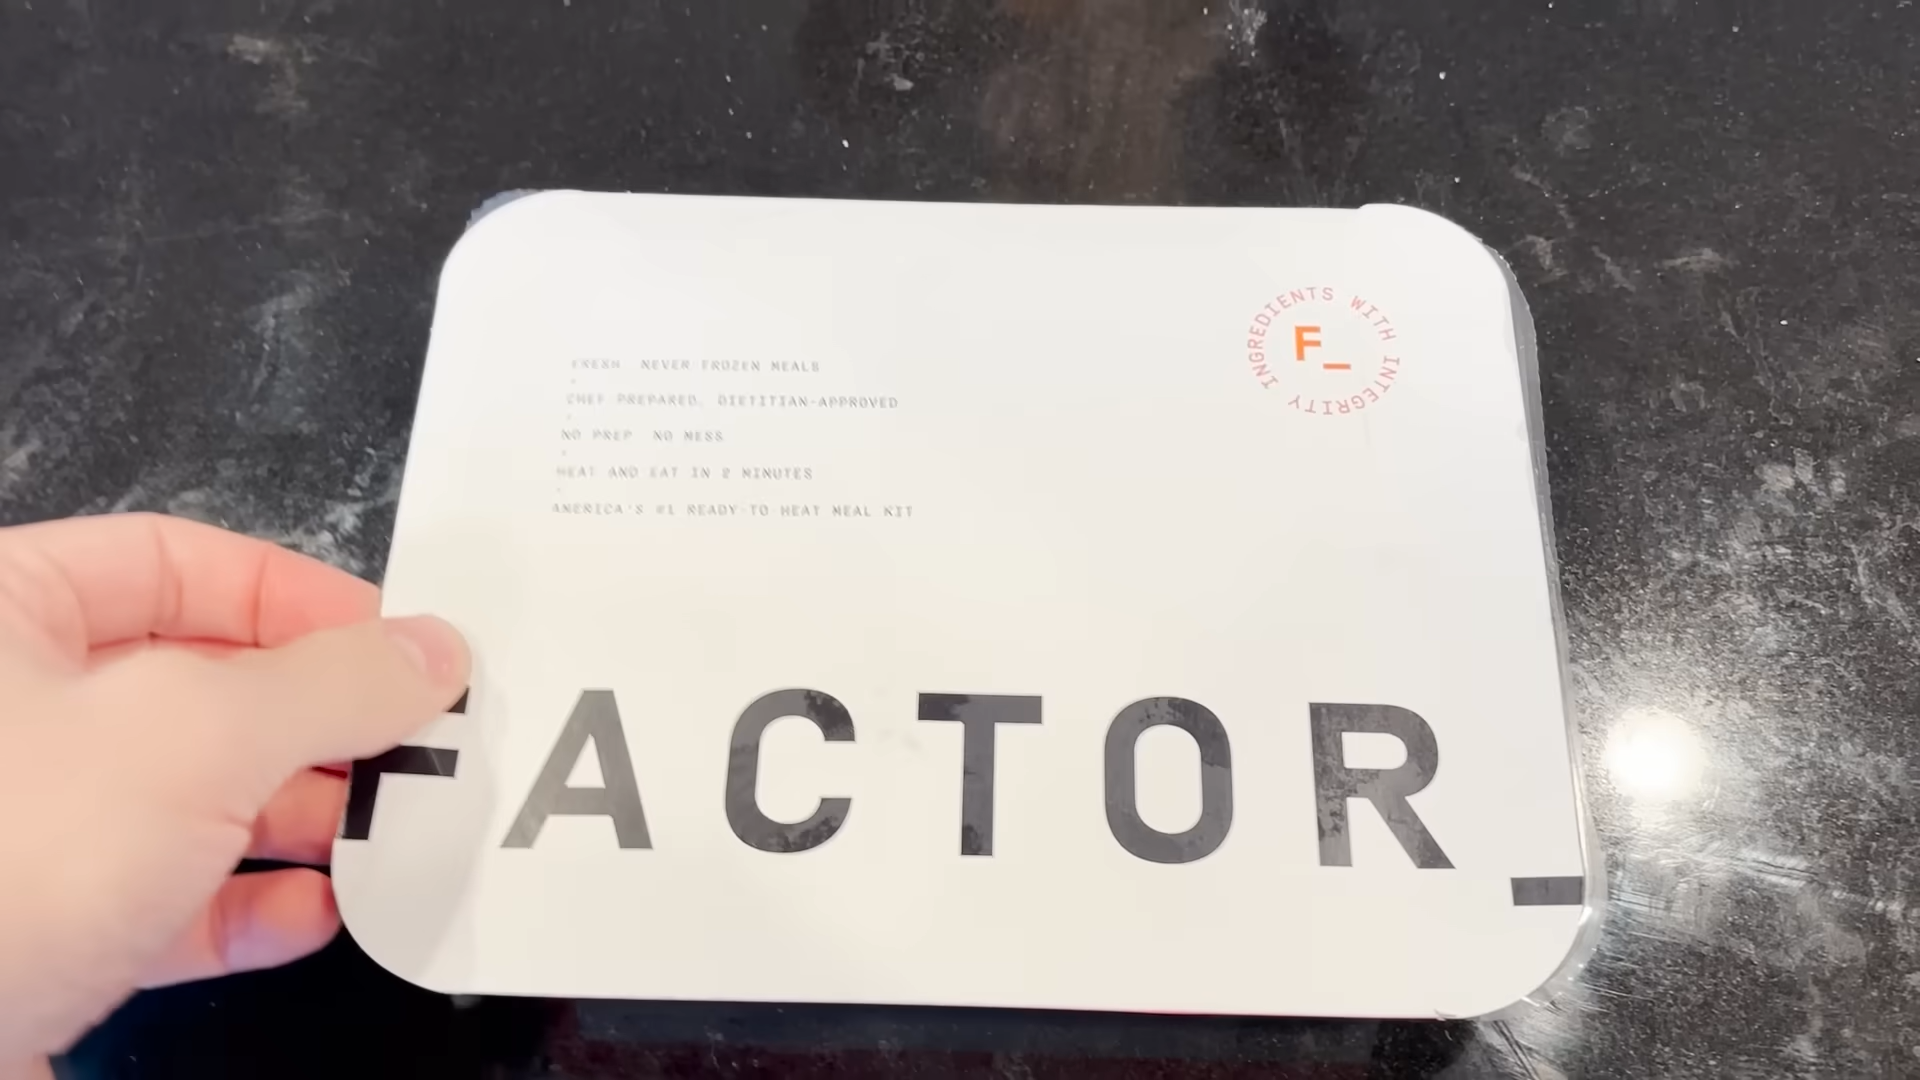 FRESH NEVER FROZEN MEALS
CHEF PREPARED, DIETITIAN-APPROVED
NO PREP NO MESS
HEAT AND EAT IN 2 MINUTES
AMERICA'S #1 READY-TO-HEAT MEAL KIT
INGREDIENTS WITH INTEGRITY
F_
FACTOR_